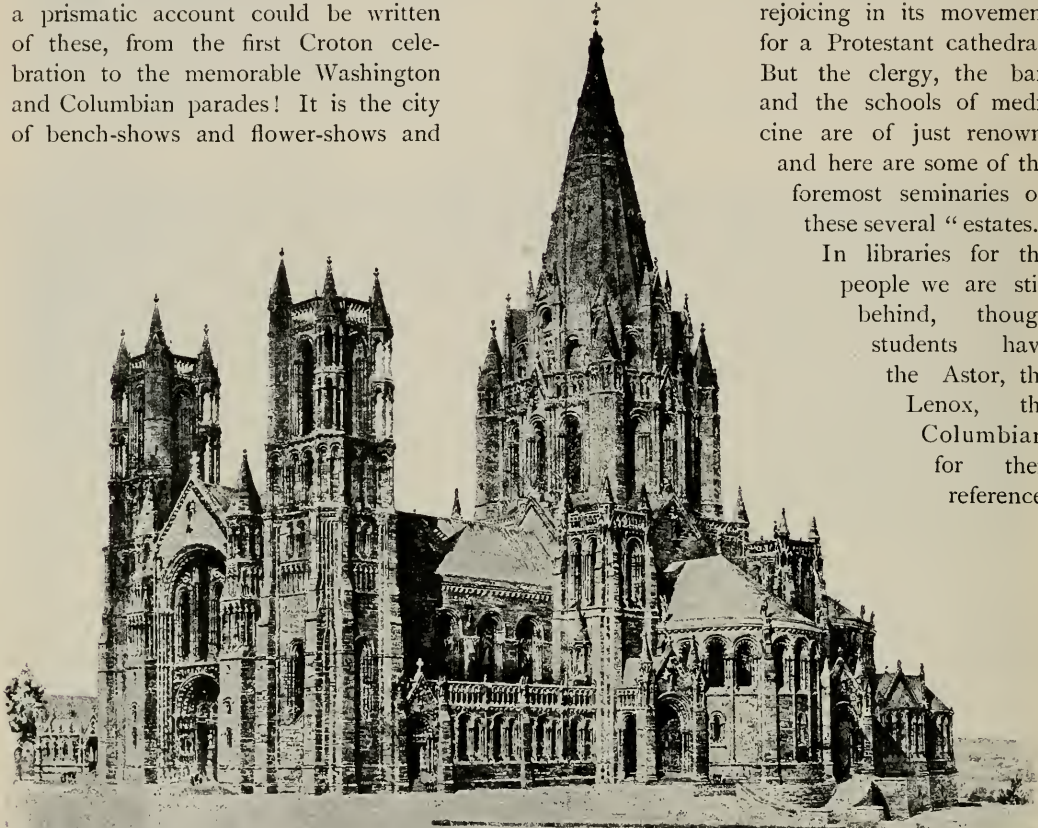 a prismatic account could be written
of these, from the first Croton cele-
bration to the memorable Washington
and Columbian parades! It is the city
of bench-shows and flower-shows and
rejoicing in its movemen
for a Protestant cathedra
But the clergy, the ba
and the schools of med
cine are of just renow
and here are some of th
foremost seminaries o
these several “ estates.
In libraries for th
people we are sti
behind, thoug
students hav
the Astor, th
Lenox, th
Columbia
for the
reference